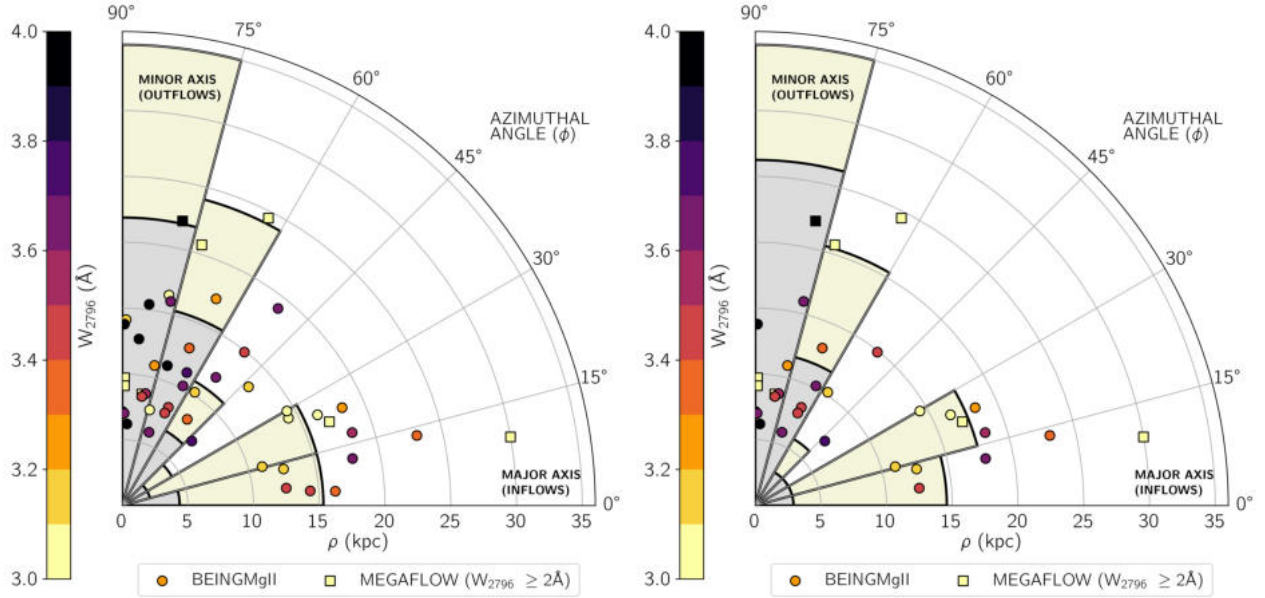 90°
75°
60°
45°
30°
15°
0°
AZIMUTHAL
ANGLE (ϕ)
MINOR AXIS
(OUTFLOWS)
MAJOR AXIS
(INFLOWS)
4.0
3.8
3.6
3.4
3.2
3.0
W2796 (Å)
0 5 10 15 20 25 30 35
ρ (kpc)
BEINGMgII MEGAFLOW (W2796 ≥ 2Å)
90°
75°
60°
45°
30°
15°
0°
AZIMUTHAL
ANGLE (ϕ)
MINOR AXIS
(OUTFLOWS)
MAJOR AXIS
(INFLOWS)
4.0
3.8
3.6
3.4
3.2
3.0
W2796 (Å)
0 5 10 15 20 25 30 35
ρ (kpc)
BEINGMgII MEGAFLOW (W2796 ≥ 2Å)